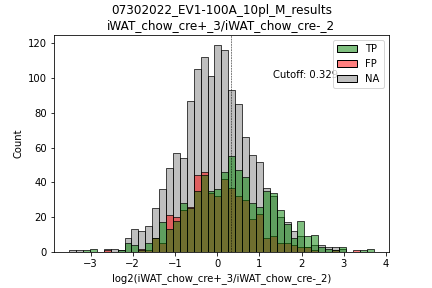 07302022_EV1-100A_10pl_M_results
iWAT_chow_cre+_3/iWAT_chow_cre-_2
120
100
80
60
40
20
0
Count
Cutoff: 0.329
TP
FP
NA
−3
−2
−1
0
1
2
3
4
log2(iWAT_chow_cre+_3/iWAT_chow_cre-_2)